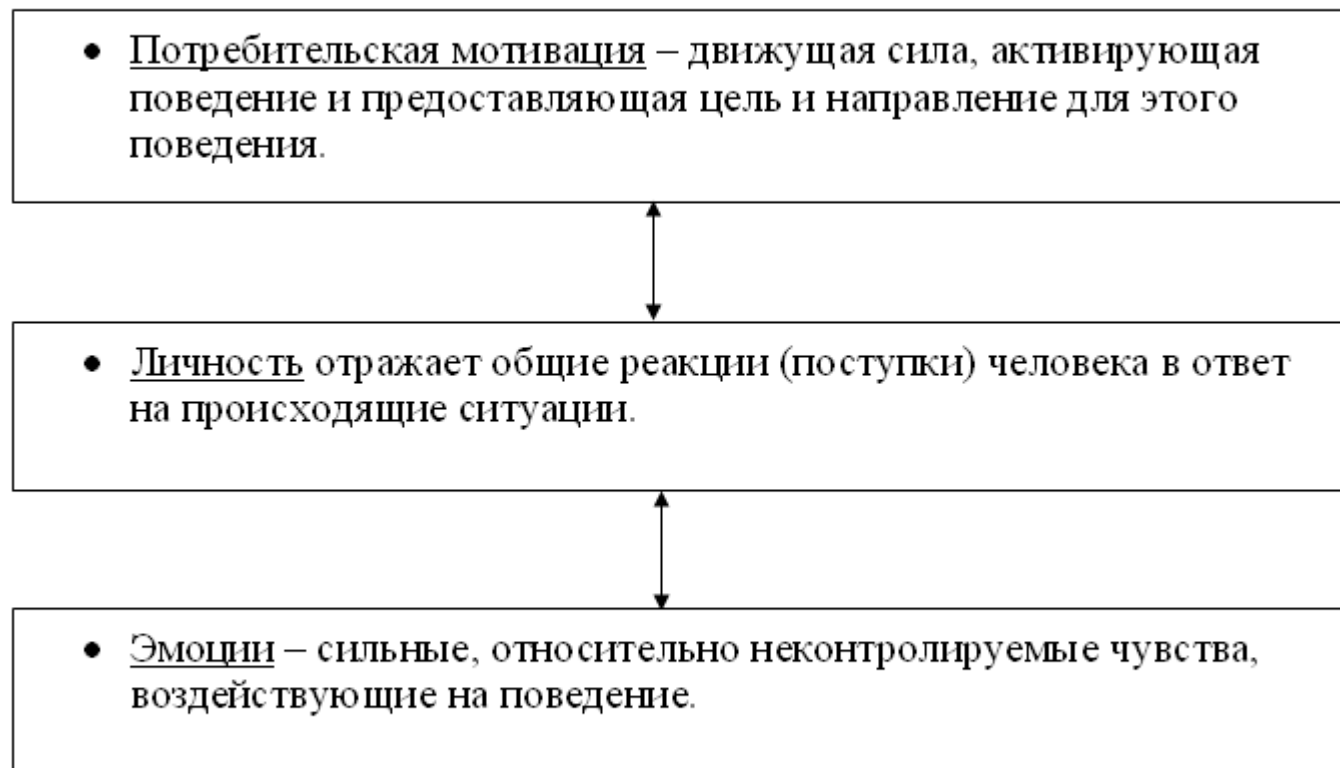 • Потребительская мотивация – движущая сила, активирующая
поведение и предоставляющая цель и направление для этого
поведения.
• Личность отражает общие реакции (поступки) человека в ответ
на происходящие ситуации.
• Эмоции – сильные, относительно неконтролируемые чувства,
воздействующие на поведение.